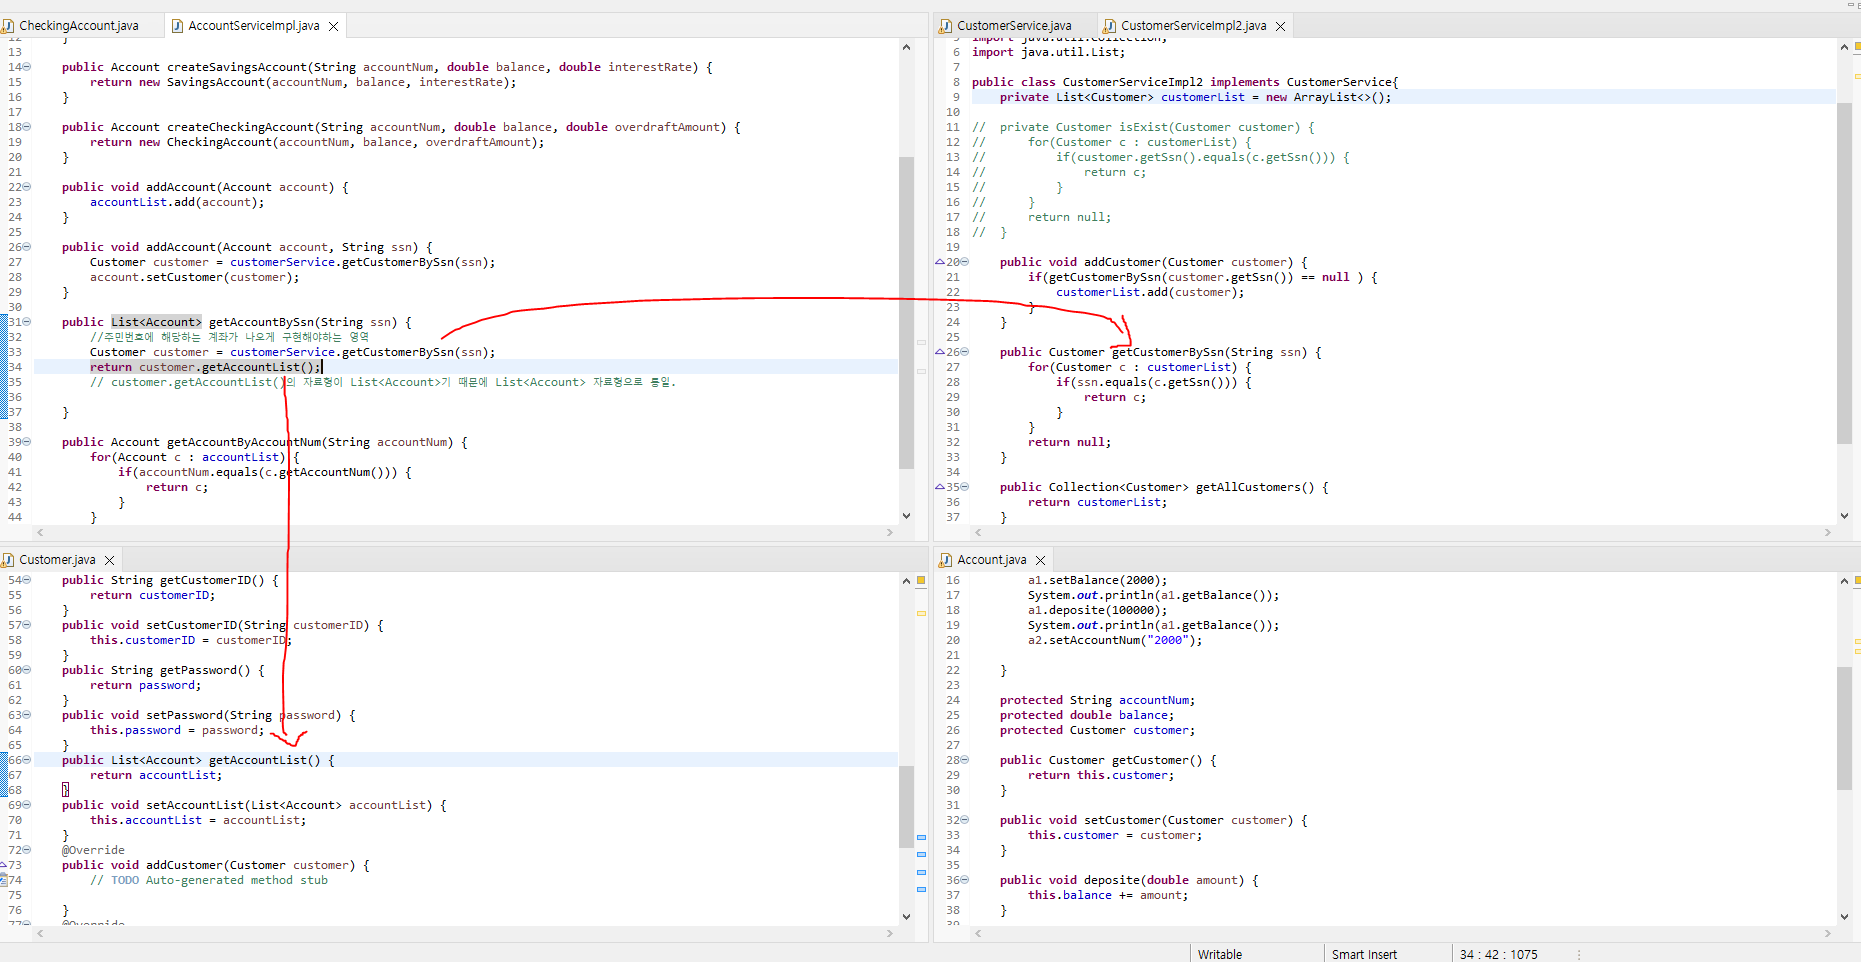 CheckingAccount.java
AccountServiceImpl.java
12 }
13
14 public Account createSavingsAccount(String accountNum, double balance, double interestRate) {
15 return new SavingsAccount(accountNum, balance, interestRate);
16 }
17
18 public Account createCheckingAccount(String accountNum, double balance, double overdraftAmount) {
19 return new CheckingAccount(accountNum, balance, overdraftAmount);
20 }
21
22 public void addAccount(Account account) {
23 accountList.add(account);
24 }
25
26 public void addAccount(Account account, String ssn) {
27 Customer customer = customerService.getCustomerBySsn(ssn);
28 account.setCustomer(customer);
29 }
30
31 public List<Account> getAccountBySsn(String ssn) {
32 //주민번호에 해당하는 계좌가 나오게 구현해야하는 영역
33 Customer customer = customerService.getCustomerBySsn(ssn);
34 return customer.getAccountList();
35 // customer.getAccountList()의 자료형이 List<Account>기 때문에 List<Account> 자료형으로 통일.
36
37 }
38
39 public Account getAccountByAccountNum(String accountNum) {
40 for(Account c : accountList) {
41 if(accountNum.equals(c.getAccountNum())) {
42 return c;
43 }
44 }
CustomerService.java
CustomerServiceImpl2.java
5 import java.util.Collection;
6 import java.util.List;
7
8 public class CustomerServiceImpl2 implements CustomerService{
9 private List<Customer> customerList = new ArrayList<>();
10
11 // private Customer isExist(Customer customer) {
12 // for(Customer c : customerList) {
13 // if(customer.getSsn().equals(c.getSsn())) {
14 // return c;
15 // }
16 // }
17 // return null;
18 // }
19
20 public void addCustomer(Customer customer) {
21 if(getCustomerBySsn(customer.getSsn()) == null ) {
22 customerList.add(customer);
23 }
24 }
25
26 public Customer getCustomerBySsn(String ssn) {
27 for(Customer c : customerList) {
28 if(ssn.equals(c.getSsn())) {
29 return c;
30 }
31 }
32 return null;
33 }
34
35 public Collection<Customer> getAllCustomers() {
36 return customerList;
37 }
Customer.java
54 public String getCustomerID() {
55 return customerID;
56 }
57 public void setCustomerID(String customerID) {
58 this.customerID = customerID;
59 }
60 public String getPassword() {
61 return password;
62 }
63 public void setPassword(String password) {
64 this.password = password;
65 }
66 public List<Account> getAccountList() {
67 return accountList;
68 }
69 public void setAccountList(List<Account> accountList) {
70 this.accountList = accountList;
71 }
72 @Override
73 public void addCustomer(Customer customer) {
74 // TODO Auto-generated method stub
75
76 }
77 @Override
Account.java
16 a1.setBalance(2000);
17 System.out.println(a1.getBalance());
18 a1.deposite(100000);
19 System.out.println(a1.getBalance());
20 a2.setAccountNum("2000");
21
22 }
23
24 protected String accountNum;
25 protected double balance;
26 protected Customer customer;
27
28 public Customer getCustomer() {
29 return this.customer;
30 }
31
32 public void setCustomer(Customer customer) {
33 this.customer = customer;
34 }
35
36 public void deposite(double amount) {
37 this.balance += amount;
38 }
39
Writable
Smart Insert
34 : 42 : 1075